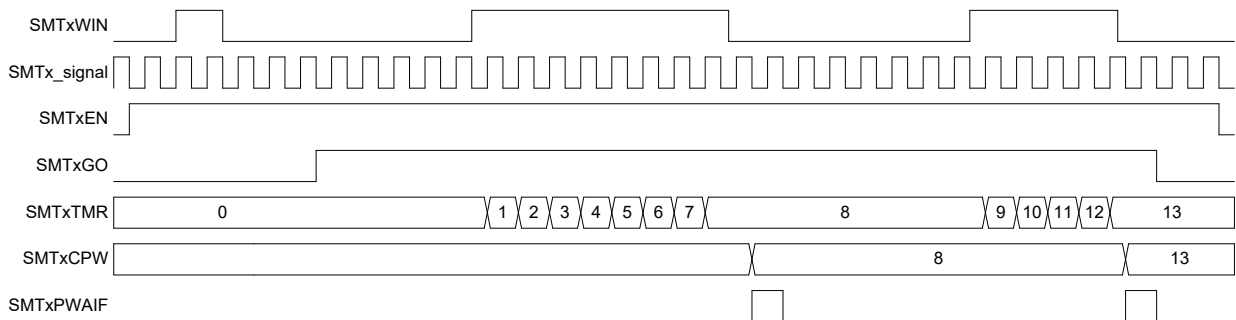 SMTxWIN
SMTx_signal
SMTxEN
SMTxGO
SMTxTMR 0 1 2 3 4 5 6 7 8 9 10 11 12 13
SMTxCPW 8 13
SMTxPWAIF